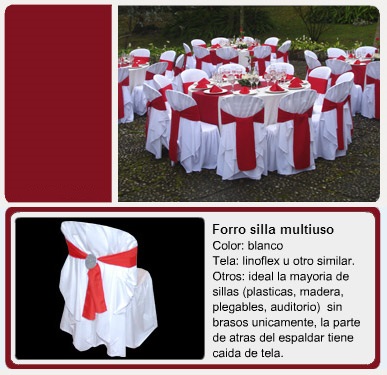 Forro silla multiuso
Color: blanco
Tela: linoflex u otro similar.
Otros: ideal la mayoria de
sillas (plasticas, madera,
plegables, auditorio)  sin
brasos unicamente, la parte
de atras del espaldar tiene
caida de tela.